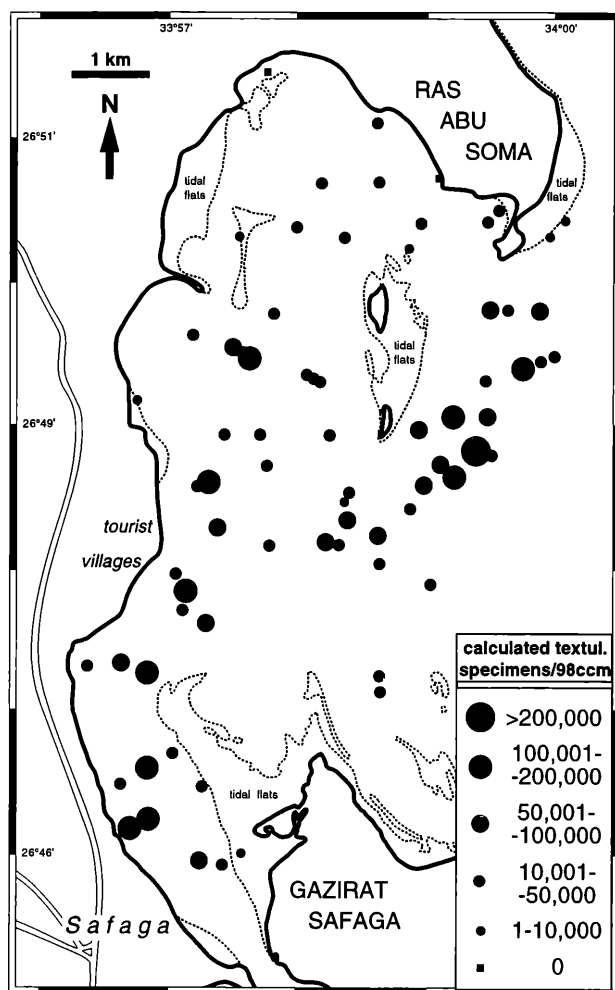 33°57'
34°00'
1 km
N
RAS
ABU
SOMA
26°51'
tidal
flats
tidal
flats
tidal
flats
26°49'
tourist
villages
calculated textul.
specimens/98ccm
>200,000
100,001-
-200,000
50,001-
-100,000
10,001-
-50,000
1-10,000
0
tidal flats
26°46'
GAZIRAT
SAFAGA
Safaga